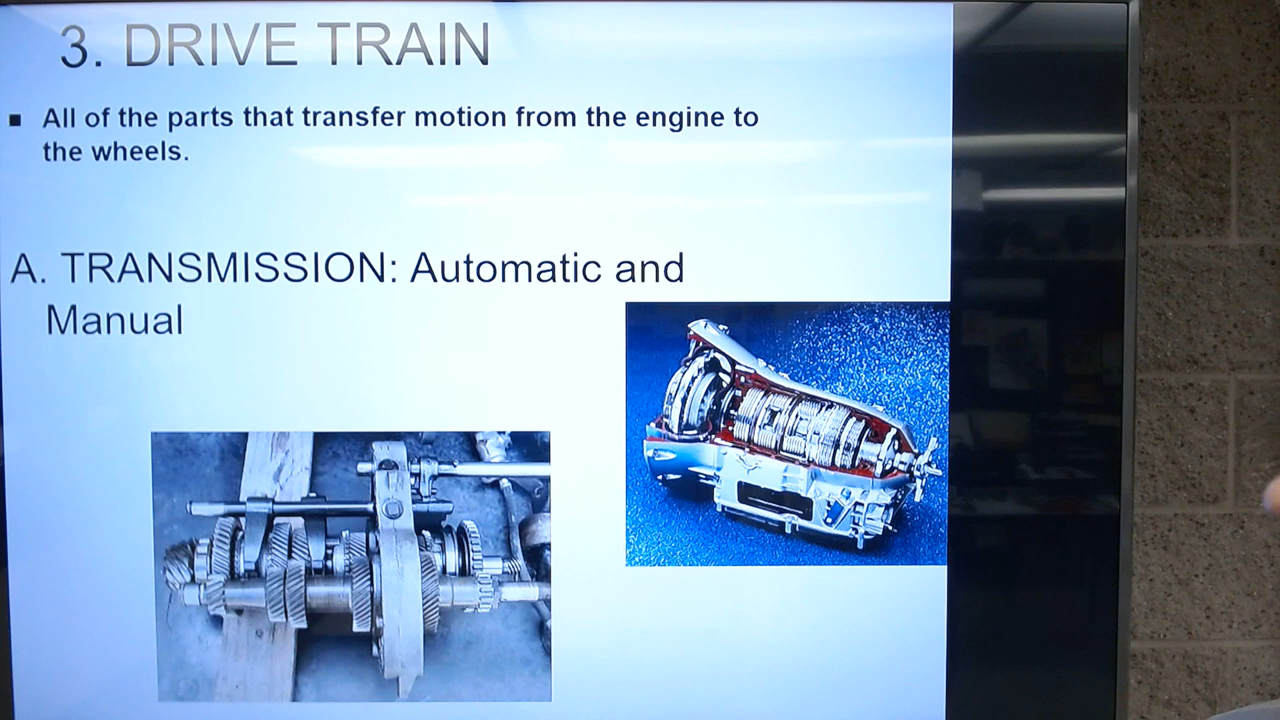 3. DRIVE TRAIN
▪ All of the parts that transfer motion from the engine to
the wheels.
A. TRANSMISSION: Automatic and
Manual